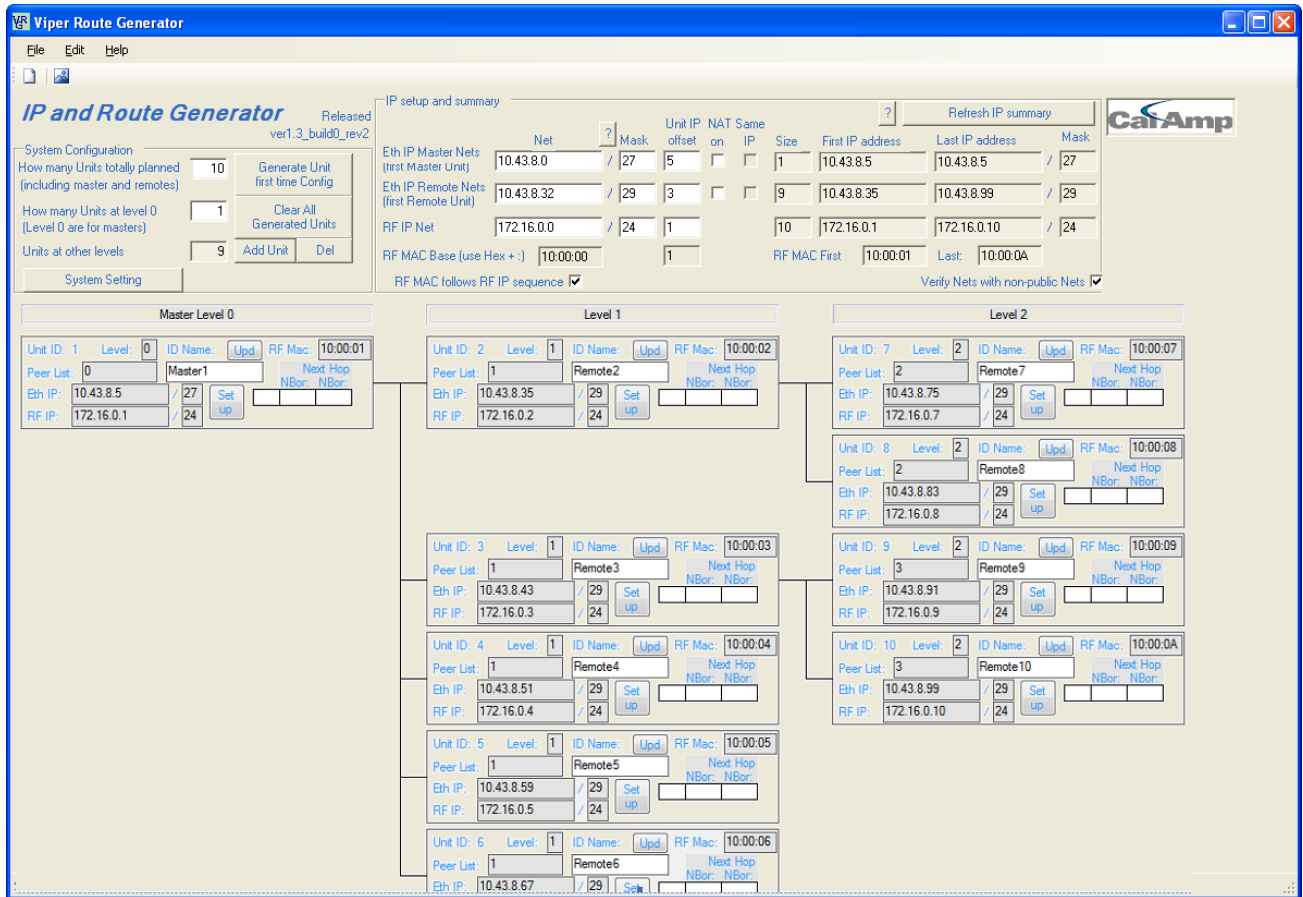 Viper Route Generator
File Edit Help
IP and Route Generator
Released
ver1.3_build0_rev2
CalAmp
System Configuration
How many Units totally planned 10
(including master and remotes)
Generate Unit
first time Config
How many Units at level 0 1
(Level 0 are for masters)
Clear All
Generated Units
Units at other levels 9 Add Unit Del
System Setting
IP setup and summary
? Refresh IP summary
Net ? Mask Unit IP offset NAT on Same IP Size First IP address Last IP address Mask
Eth IP Master Nets
(first Master Unit) 10.43.8.0 / 27 5 1 10.43.8.5 10.43.8.5 / 27
Eth IP Remote Nets
(first Remote Unit) 10.43.8.32 / 29 3 9 10.43.8.35 10.43.8.99 / 29
RF IP Net 172.16.0.0 / 24 1 10 172.16.0.1 172.16.0.10 / 24
RF MAC Base (use Hex + :) 10:00:00 1 RF MAC First 10:00:01 Last: 10:00:0A
RF MAC follows RF IP sequence Verify Nets with non-public Nets
Master Level 0
Unit ID: 1 Level: 0 ID Name: Upd RF Mac: 10:00:01
Peer List: 0 Master1 Next Hop
NBor: NBor:
Eth IP: 10.43.8.5 / 27 Set up
RF IP: 172.16.0.1 / 24
Level 1
Unit ID: 2 Level: 1 ID Name: Upd RF Mac: 10:00:02
Peer List: 1 Remote2 Next Hop
NBor: NBor:
Eth IP: 10.43.8.35 / 29 Set up
RF IP: 172.16.0.2 / 24
Unit ID: 3 Level: 1 ID Name: Upd RF Mac: 10:00:03
Peer List: 1 Remote3 Next Hop
NBor: NBor:
Eth IP: 10.43.8.43 / 29 Set up
RF IP: 172.16.0.3 / 24
Unit ID: 4 Level: 1 ID Name: Upd RF Mac: 10:00:04
Peer List: 1 Remote4 Next Hop
NBor: NBor:
Eth IP: 10.43.8.51 / 29 Set up
RF IP: 172.16.0.4 / 24
Unit ID: 5 Level: 1 ID Name: Upd RF Mac: 10:00:05
Peer List: 1 Remote5 Next Hop
NBor: NBor:
Eth IP: 10.43.8.59 / 29 Set up
RF IP: 172.16.0.5 / 24
Unit ID: 6 Level: 1 ID Name: Upd RF Mac: 10:00:06
Peer List: 1 Remote6 Next Hop
NBor: NBor:
Eth IP: 10.43.8.67 / 29 Set
Level 2
Unit ID: 7 Level: 2 ID Name: Upd RF Mac: 10:00:07
Peer List: 2 Remote7 Next Hop
NBor: NBor:
Eth IP: 10.43.8.75 / 29 Set up
RF IP: 172.16.0.7 / 24
Unit ID: 8 Level: 2 ID Name: Upd RF Mac: 10:00:08
Peer List: 2 Remote8 Next Hop
NBor: NBor:
Eth IP: 10.43.8.83 / 29 Set up
RF IP: 172.16.0.8 / 24
Unit ID: 9 Level: 2 ID Name: Upd RF Mac: 10:00:09
Peer List: 3 Remote9 Next Hop
NBor: NBor:
Eth IP: 10.43.8.91 / 29 Set up
RF IP: 172.16.0.9 / 24
Unit ID: 10 Level: 2 ID Name: Upd RF Mac: 10:00:0A
Peer List: 3 Remote10 Next Hop
NBor: NBor:
Eth IP: 10.43.8.99 / 29 Set up
RF IP: 172.16.0.10 / 24